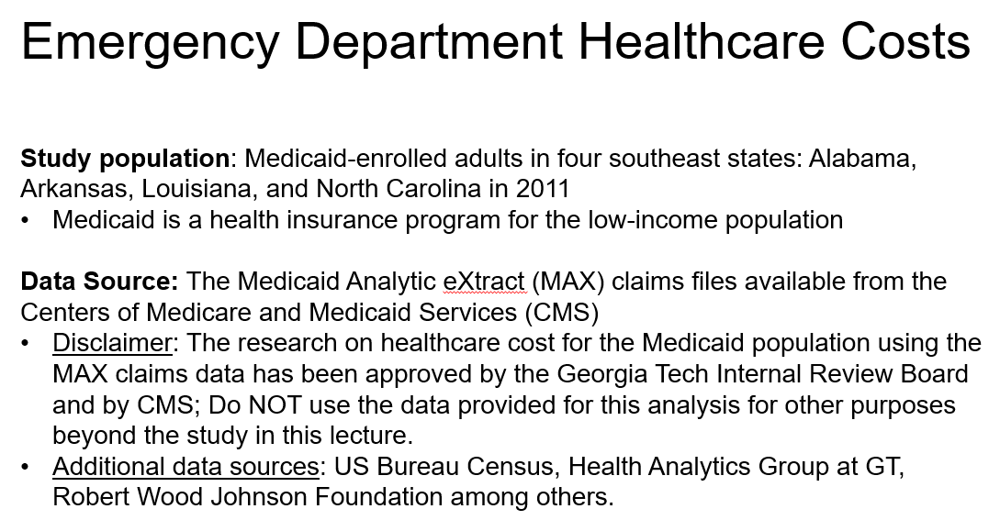 Emergency Department Healthcare Costs
Study population: Medicaid-enrolled adults in four southeast states: Alabama,
Arkansas, Louisiana, and North Carolina in 2011
• Medicaid is a health insurance program for the low-income population
Data Source: The Medicaid Analytic eXtract (MAX) claims files available from the
Centers of Medicare and Medicaid Services (CMS)
• Disclaimer: The research on healthcare cost for the Medicaid population using the
MAX claims data has been approved by the Georgia Tech Internal Review Board
and by CMS; Do NOT use the data provided for this analysis for other purposes
beyond the study in this lecture.
• Additional data sources: US Bureau Census, Health Analytics Group at GT,
Robert Wood Johnson Foundation among others.